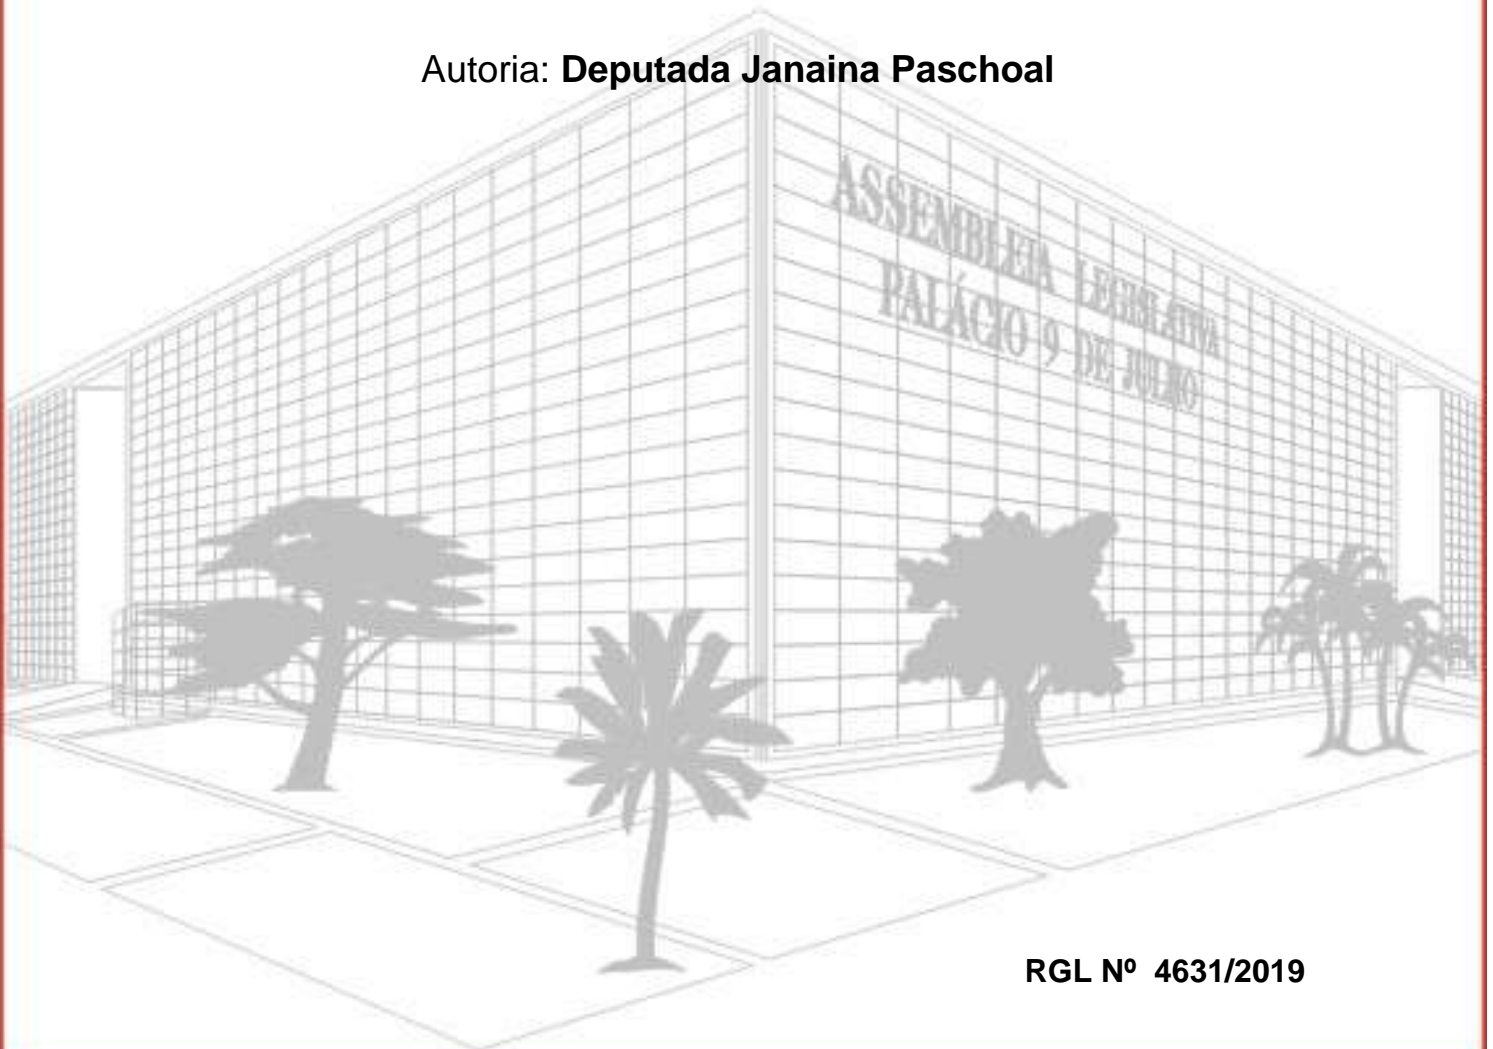 Autoria: Deputada Janaina Paschoal
ASSEMBLEIA LEGISLATIVA
PALÁCIO 9 DE JULHO
RGL Nº 4631/2019